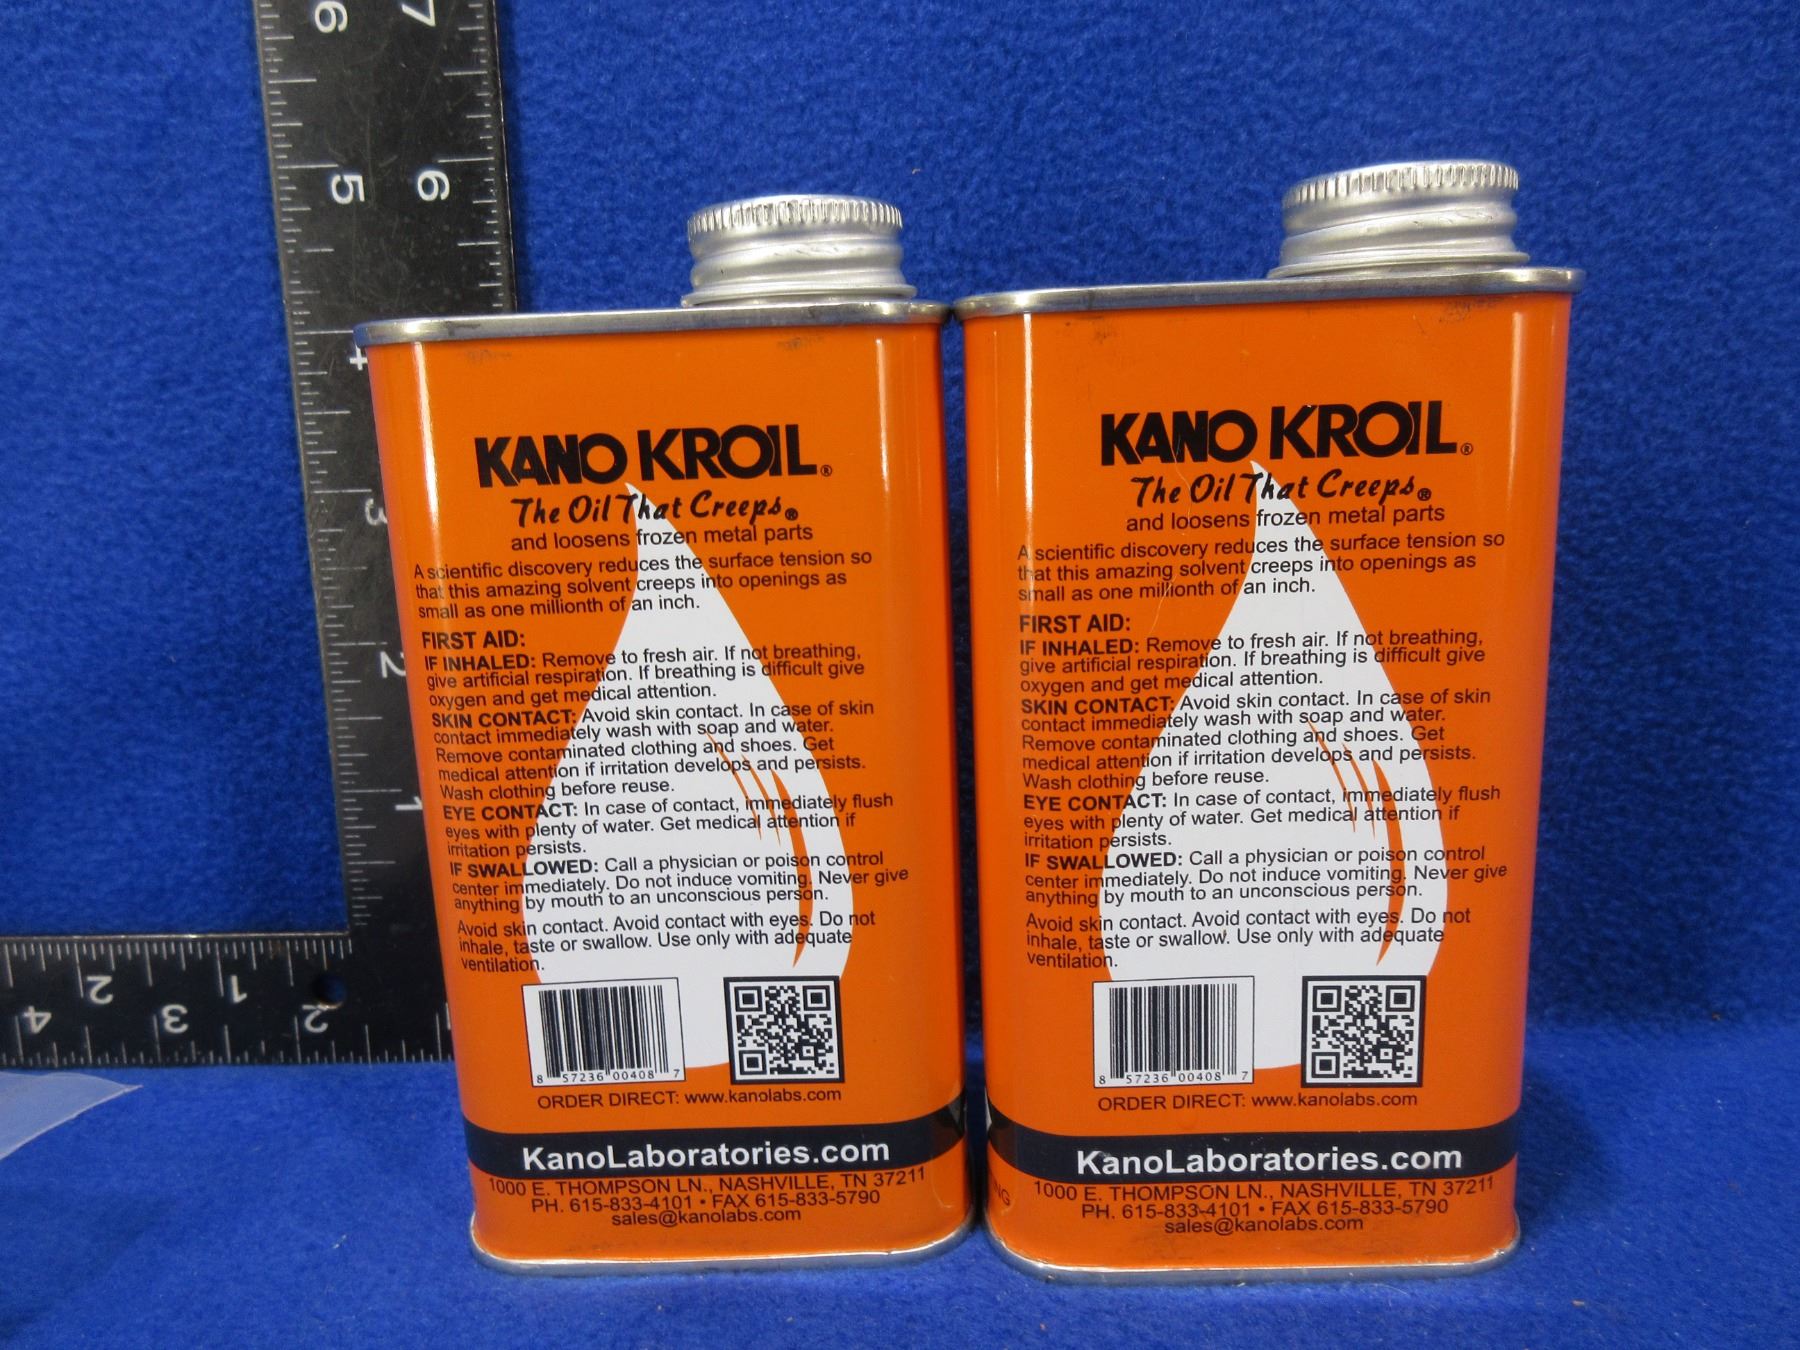 6 7
5 6
4
3
2
1
2 1
4 3 2
KANO KROIL®
The Oil That Creeps®
and loosens frozen metal parts
A scientific discovery reduces the surface tension so
that this amazing solvent creeps into openings as
small as one millionth of an inch.
FIRST AID:
IF INHALED: Remove to fresh air. If not breathing,
give artificial respiration. If breathing is difficult give
oxygen and get medical attention.
SKIN CONTACT: Avoid skin contact. In case of skin
contact immediately wash with soap and water.
Remove contaminated clothing and shoes. Get
medical attention if irritation develops and persists.
Wash clothing before reuse.
EYE CONTACT: In case of contact, immediately flush
eyes with plenty of water. Get medical attention if
irritation persists.
IF SWALLOWED: Call a physician or poison control
center immediately. Do not induce vomiting. Never give
anything by mouth to an unconscious person.
Avoid skin contact. Avoid contact with eyes. Do not
inhale, taste or swallow. Use only with adequate
ventilation.
8 57236 00408 7
ORDER DIRECT: www.kanolabs.com
KanoLaboratories.com
1000 E. THOMPSON LN., NASHVILLE, TN 37211
PH. 615-833-4101 • FAX 615-833-5790
sales@kanolabs.com
KANO KROIL®
The Oil That Creeps®
and loosens frozen metal parts
A scientific discovery reduces the surface tension so
that this amazing solvent creeps into openings as
small as one millionth of an inch.
FIRST AID:
IF INHALED: Remove to fresh air. If not breathing,
give artificial respiration. If breathing is difficult give
oxygen and get medical attention.
SKIN CONTACT: Avoid skin contact. In case of skin
contact immediately wash with soap and water.
Remove contaminated clothing and shoes. Get
medical attention if irritation develops and persists.
Wash clothing before reuse.
EYE CONTACT: In case of contact, immediately flush
eyes with plenty of water. Get medical attention if
irritation persists.
IF SWALLOWED: Call a physician or poison control
center immediately. Do not induce vomiting. Never give
anything by mouth to an unconscious person.
Avoid skin contact. Avoid contact with eyes. Do not
inhale, taste or swallow. Use only with adequate
ventilation.
8 57236 00408 7
ORDER DIRECT: www.kanolabs.com
KanoLaboratories.com
1000 E. THOMPSON LN., NASHVILLE, TN 37211
PH. 615-833-4101 • FAX 615-833-5790
sales@kanolabs.com